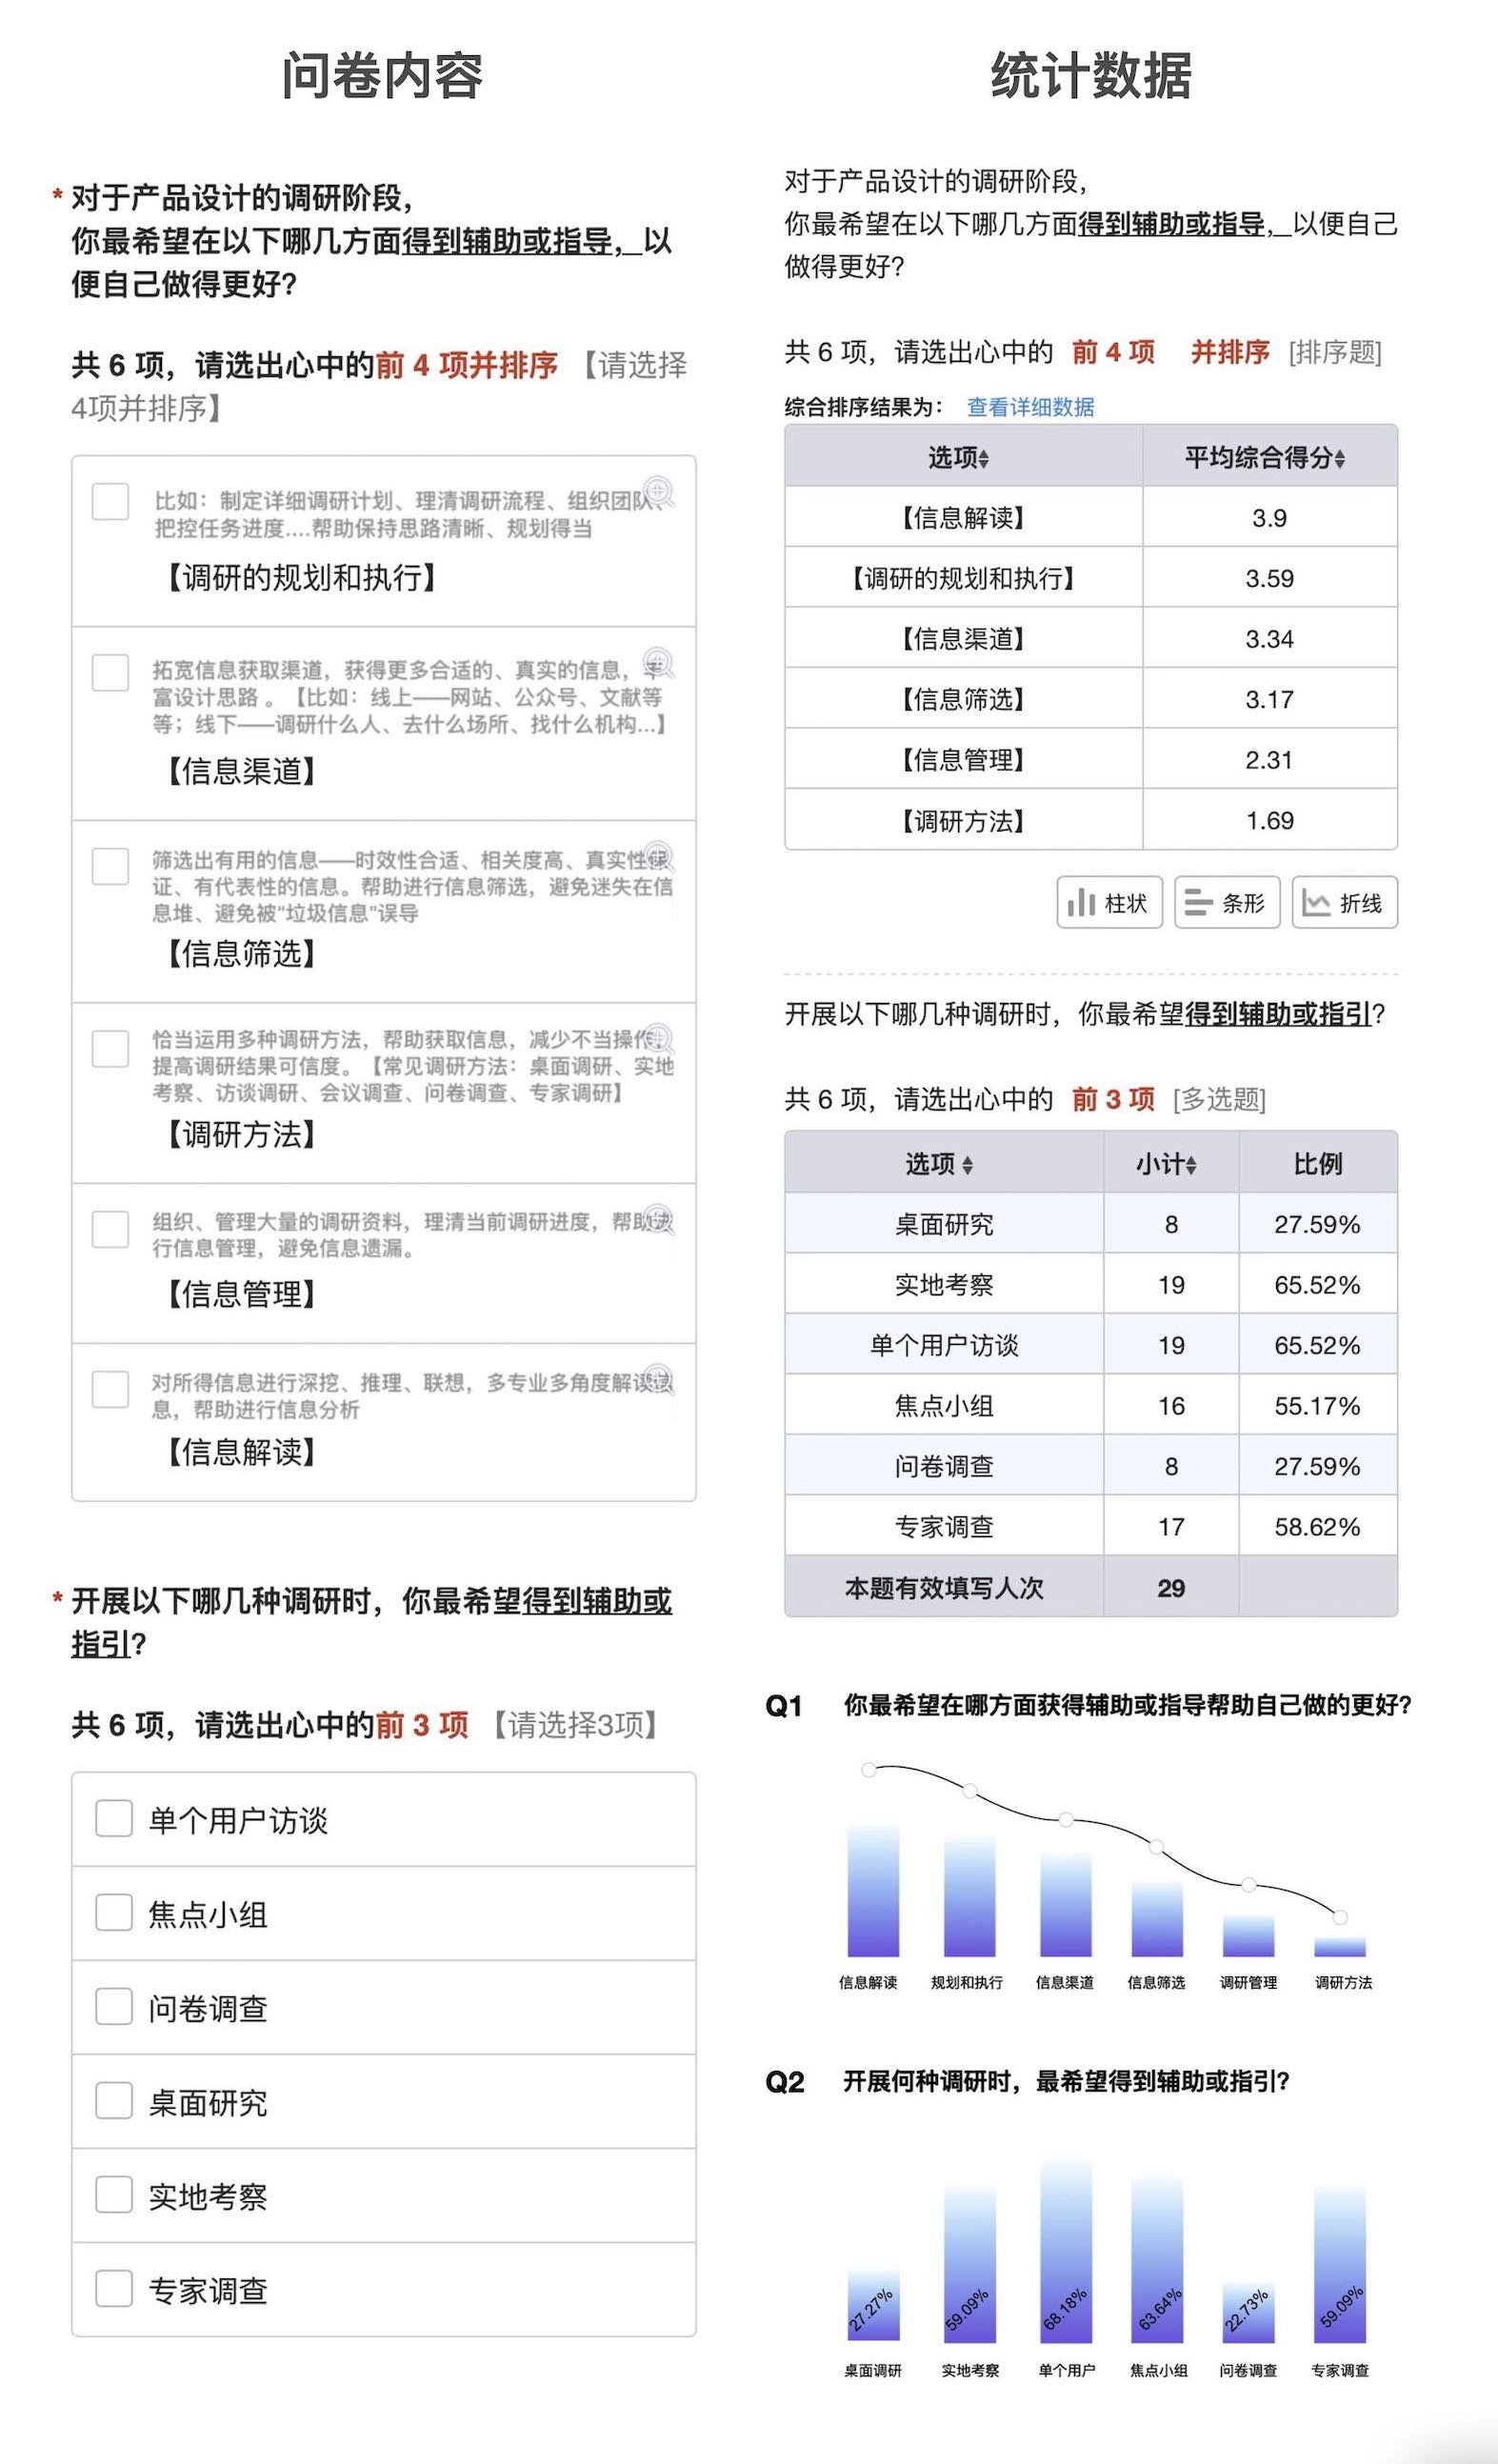 问卷内容
* 对于产品设计的调研阶段，
你最希望在以下哪几方面得到辅助或指导，以
便自己做得更好？
共 6 项，请选出心中的前 4 项并排序 【请选择
4项并排序】
比如：制定详细调研计划、理清调研流程、组织团队、
把控任务进度....帮助保持思路清晰、规划得当
【调研的规划和执行】
拓宽信息获取渠道，获得更多合适的、真实的信息，丰
富设计思路 。【比如：线上——网站、公众号、文献等
等；线下——调研什么人、去什么场所、找什么机构...】
【信息渠道】
筛选出有用的信息——时效性合适、相关度高、真实性保
证、有代表性的信息。帮助进行信息筛选，避免迷失在信
息堆、避免被"垃圾信息"误导
【信息筛选】
恰当运用多种调研方法，帮助获取信息，减少不当操作，
提高调研结果可信度。【常见调研方法：桌面调研、实地
考察、访谈调研、会议调查、问卷调查、专家调研】
【调研方法】
组织、管理大量的调研资料，理清当前调研进度，帮助进
行信息管理，避免信息遗漏。
【信息管理】
对所得信息进行深挖、推理、联想，多专业多角度解读信
息，帮助进行信息分析
【信息解读】
* 开展以下哪几种调研时，你最希望得到辅助或
指引？
共 6 项，请选出心中的前 3 项 【请选择3项】
单个用户访谈
焦点小组
问卷调查
桌面研究
实地考察
专家调查
统计数据
对于产品设计的调研阶段，
你最希望在以下哪几方面得到辅助或指导，以便自己
做得更好？
共 6 项，请选出心中的 前 4 项 并排序 [排序题]
综合排序结果为： 查看详细数据
选项 平均综合得分
【信息解读】 3.9
【调研的规划和执行】 3.59
【信息渠道】 3.34
【信息筛选】 3.17
【信息管理】 2.31
【调研方法】 1.69
柱状 条形 折线
开展以下哪几种调研时，你最希望得到辅助或指引？
共 6 项，请选出心中的 前 3 项 [多选题]
选项 小计 比例
桌面研究 8 27.59%
实地考察 19 65.52%
单个用户访谈 19 65.52%
焦点小组 16 55.17%
问卷调查 8 27.59%
专家调查 17 58.62%
本题有效填写人次 29
Q1 你最希望在哪方面获得辅助或指导帮助自己做的更好？
信息解读 规划和执行 信息渠道 信息筛选 调研管理 调研方法
Q2 开展何种调研时，最希望得到辅助或指引？
27.27% 59.09% 68.18% 63.64% 22.73% 59.09%
桌面调研 实地考察 单个用户 焦点小组 问卷调查 专家调查